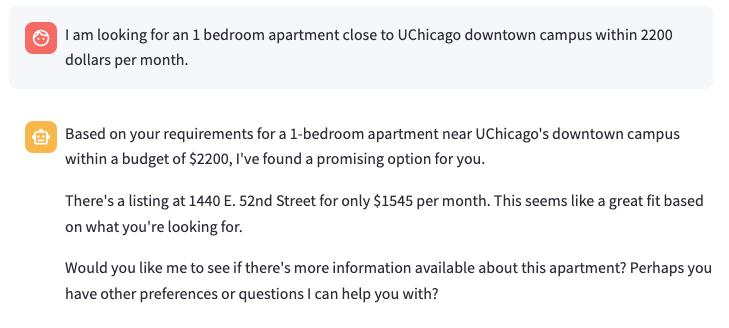 I am looking for an 1 bedroom apartment close to UChicago downtown campus within 2200
dollars per month.
Based on your requirements for a 1-bedroom apartment near UChicago's downtown campus
within a budget of $2200, I've found a promising option for you.
There's a listing at 1440 E. 52nd Street for only $1545 per month. This seems like a great fit based
on what you're looking for.
Would you like me to see if there's more information available about this apartment? Perhaps you
have other preferences or questions I can help you with?